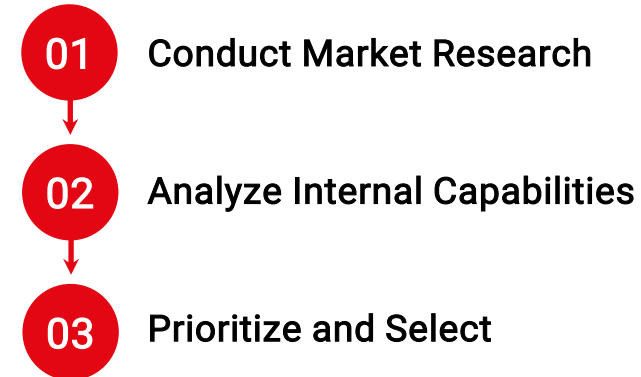 01 Conduct Market Research
02 Analyze Internal Capabilities
03 Prioritize and Select